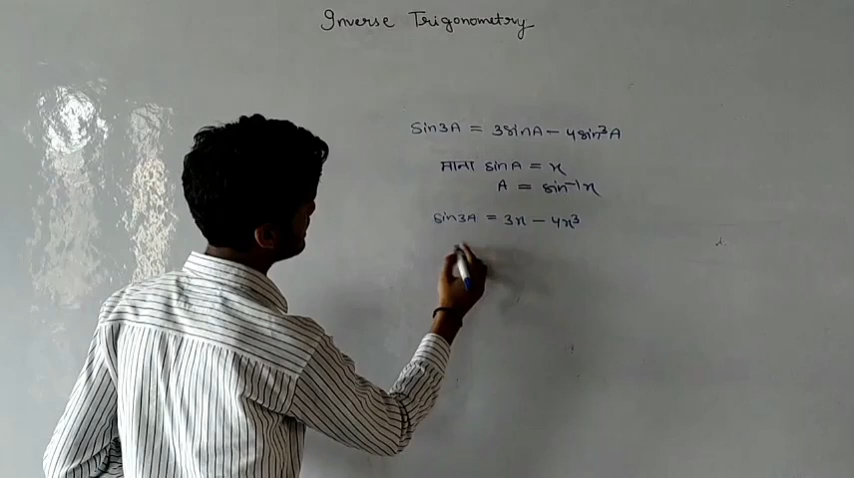 Inverse Trigonometry
sin3A = 3sinA - 4sin³A
माना sinA = x
A = sin⁻¹x
sin3A = 3x - 4x³